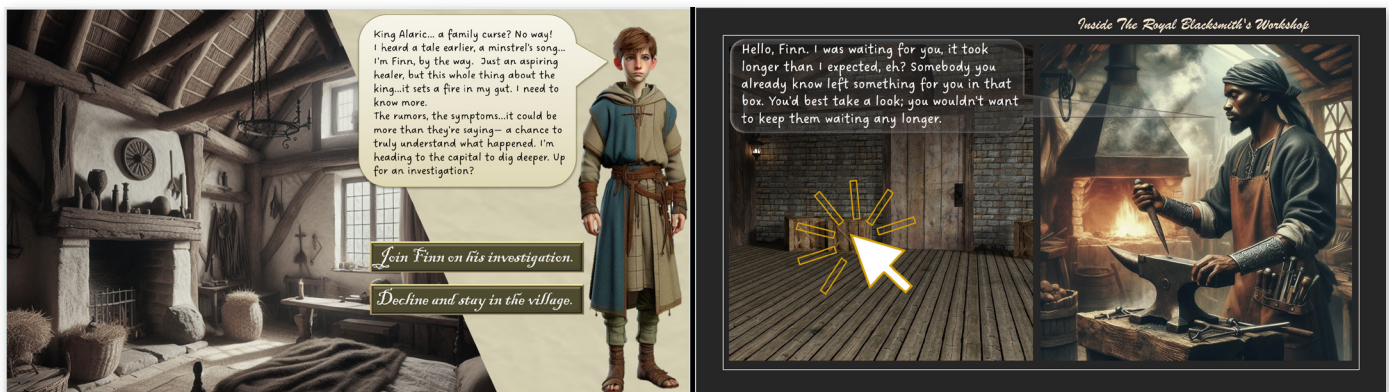 King Alaric... a family curse? No way!
I heard a tale earlier, a minstrel's song...
I'm Finn, by the way.  Just an aspiring
healer, but this whole thing about the
king...it sets a fire in my gut. I need to
know more.
The rumors, the symptoms...it could be
more than they're saying— a chance to
truly understand what happened. I'm
heading to the capital to dig deeper. Up
for an investigation?
Join Finn on his investigation.
Decline and stay in the village.
Inside The Royal Blacksmith's Workshop
Hello, Finn. I was waiting for you, it took
longer than I expected, eh? Somebody you
already know left something for you in that
box. You'd best take a look; you wouldn't want
to keep them waiting any longer.